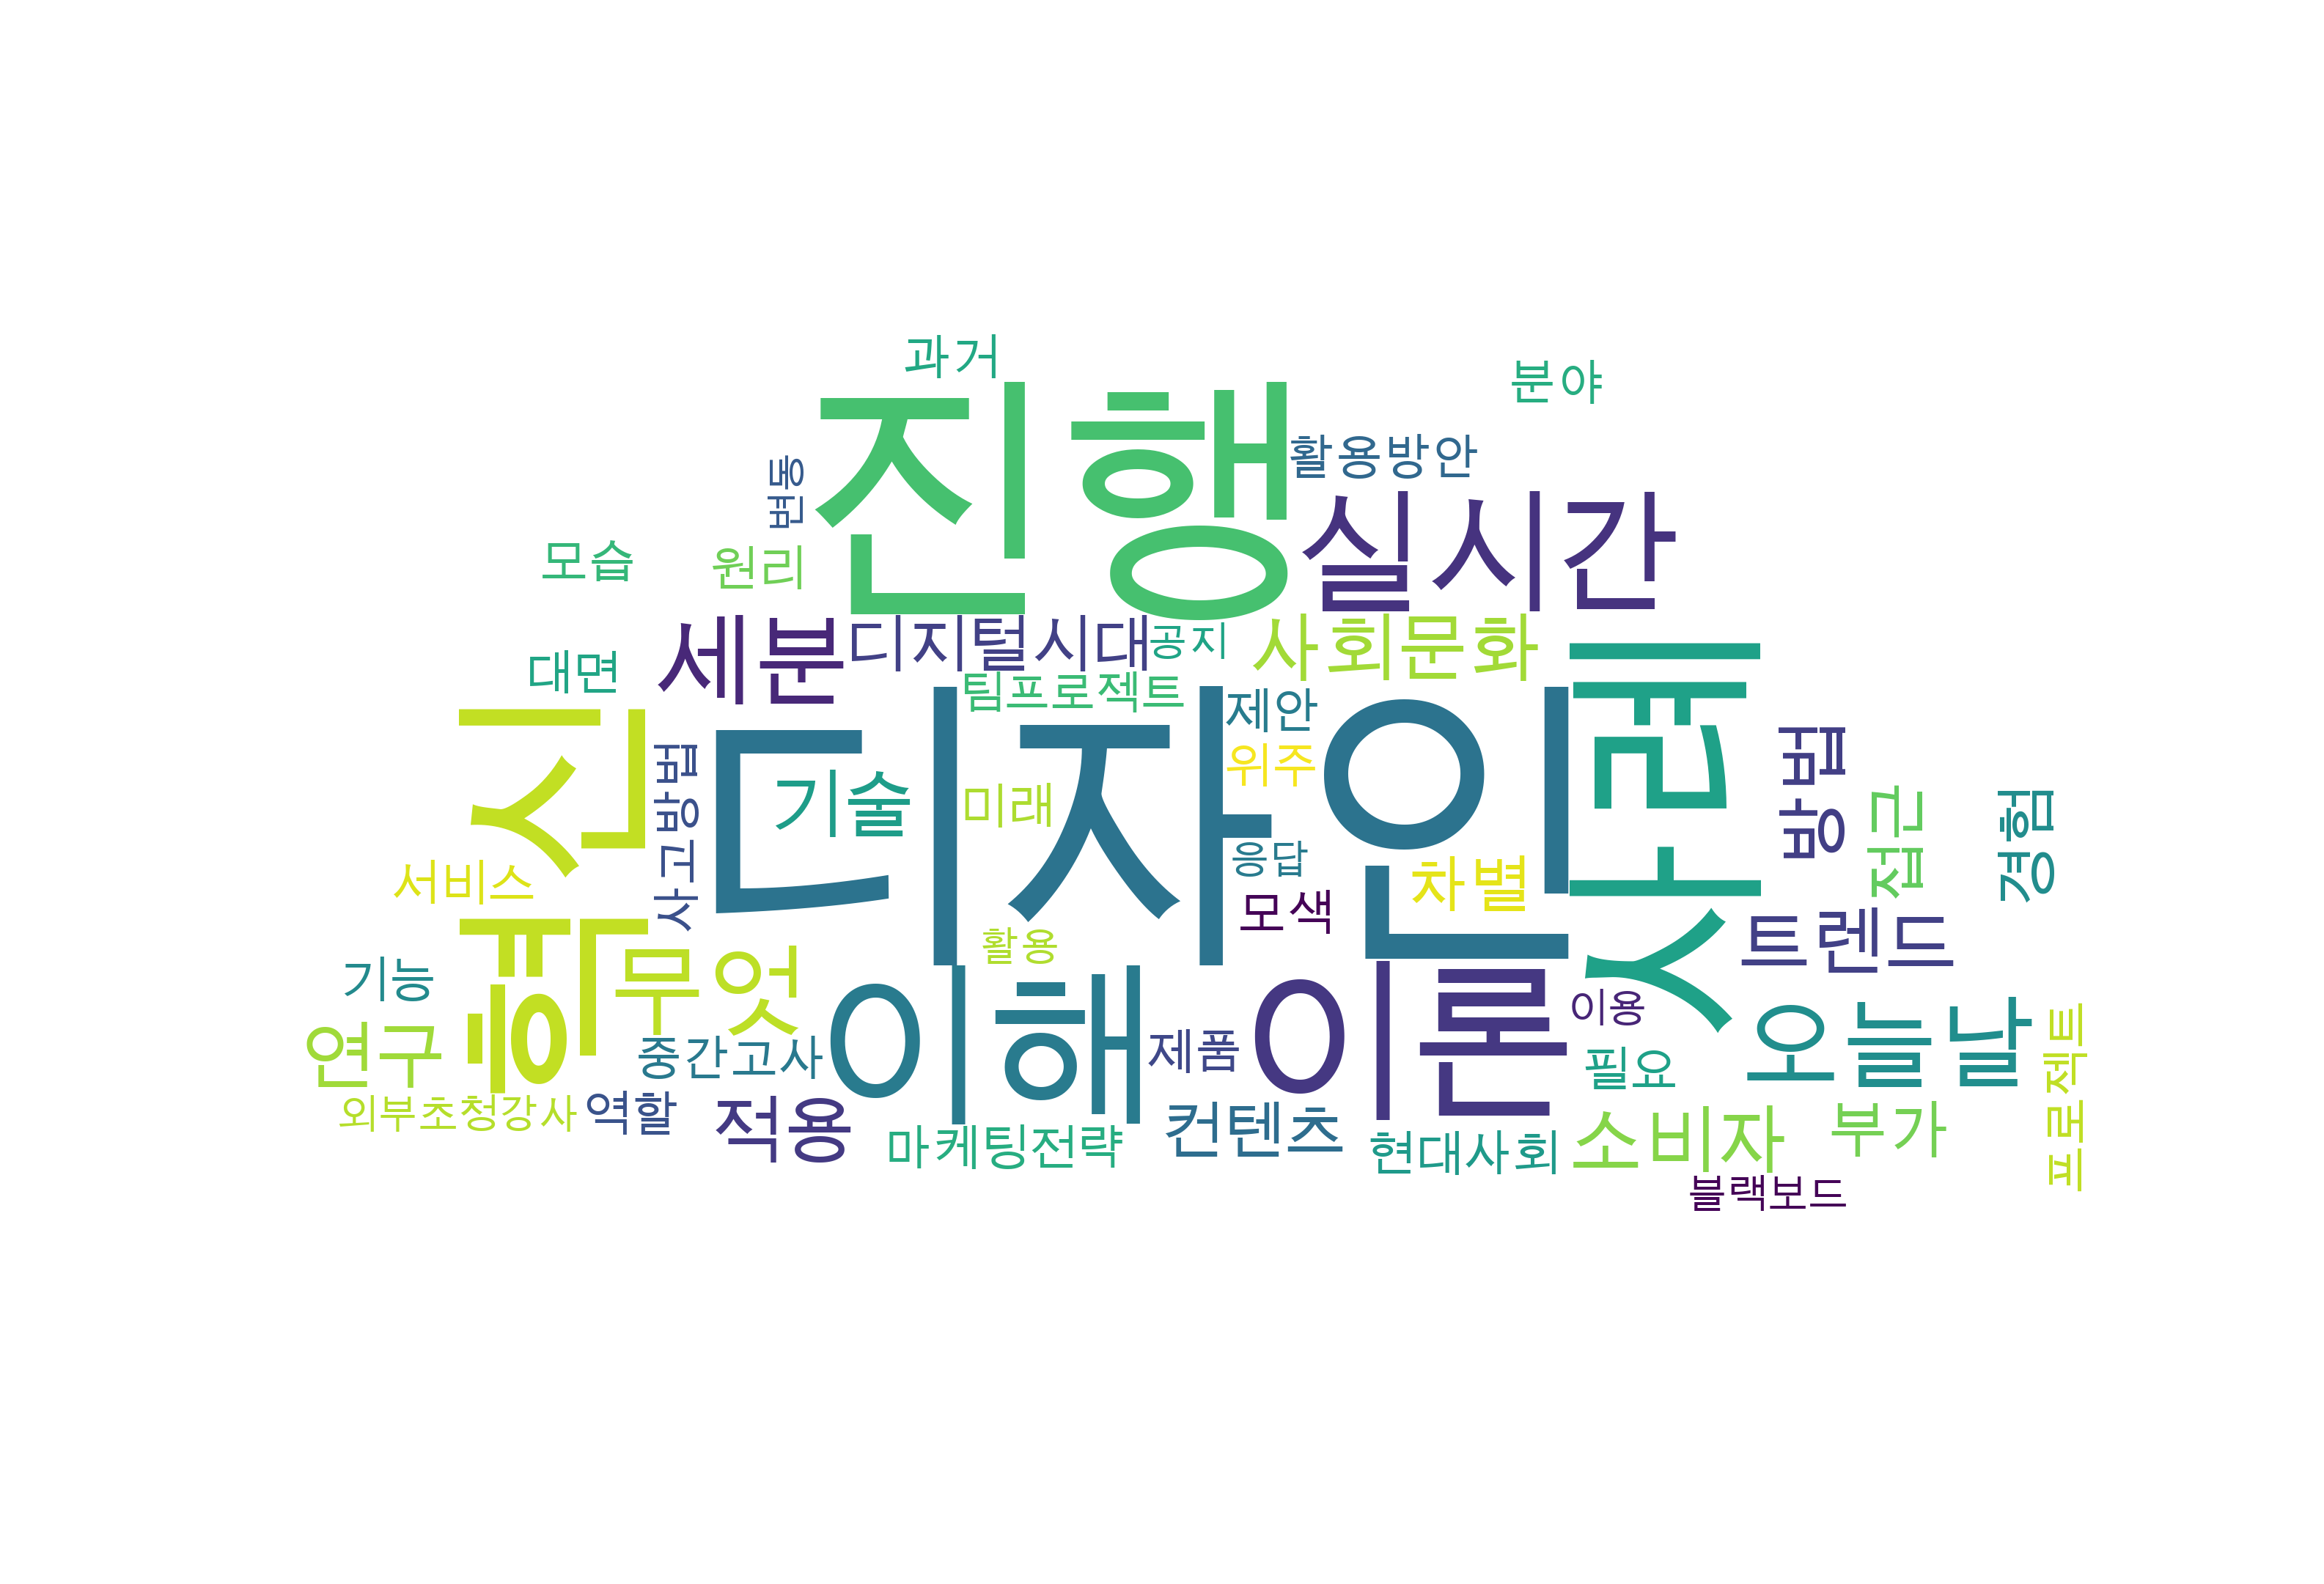 과거
분야
진행
활용방안
변동
실시간
모습
원리
세분
디지털시대
공지
사회문화
대면
팀프로젝트
제안
디자인
수련
방법
사고방법
기술
미래
위주
접근
경험
응답
차별
서비스
모색
트렌드
활용
무엇
기능
이해
이론
이용
오늘날
연구
중간고사
제품
필요
피로해비
외부초청강사
역할
적용
마케팅전략
컨텐츠
현대사회
소비자
부가
블랙보드